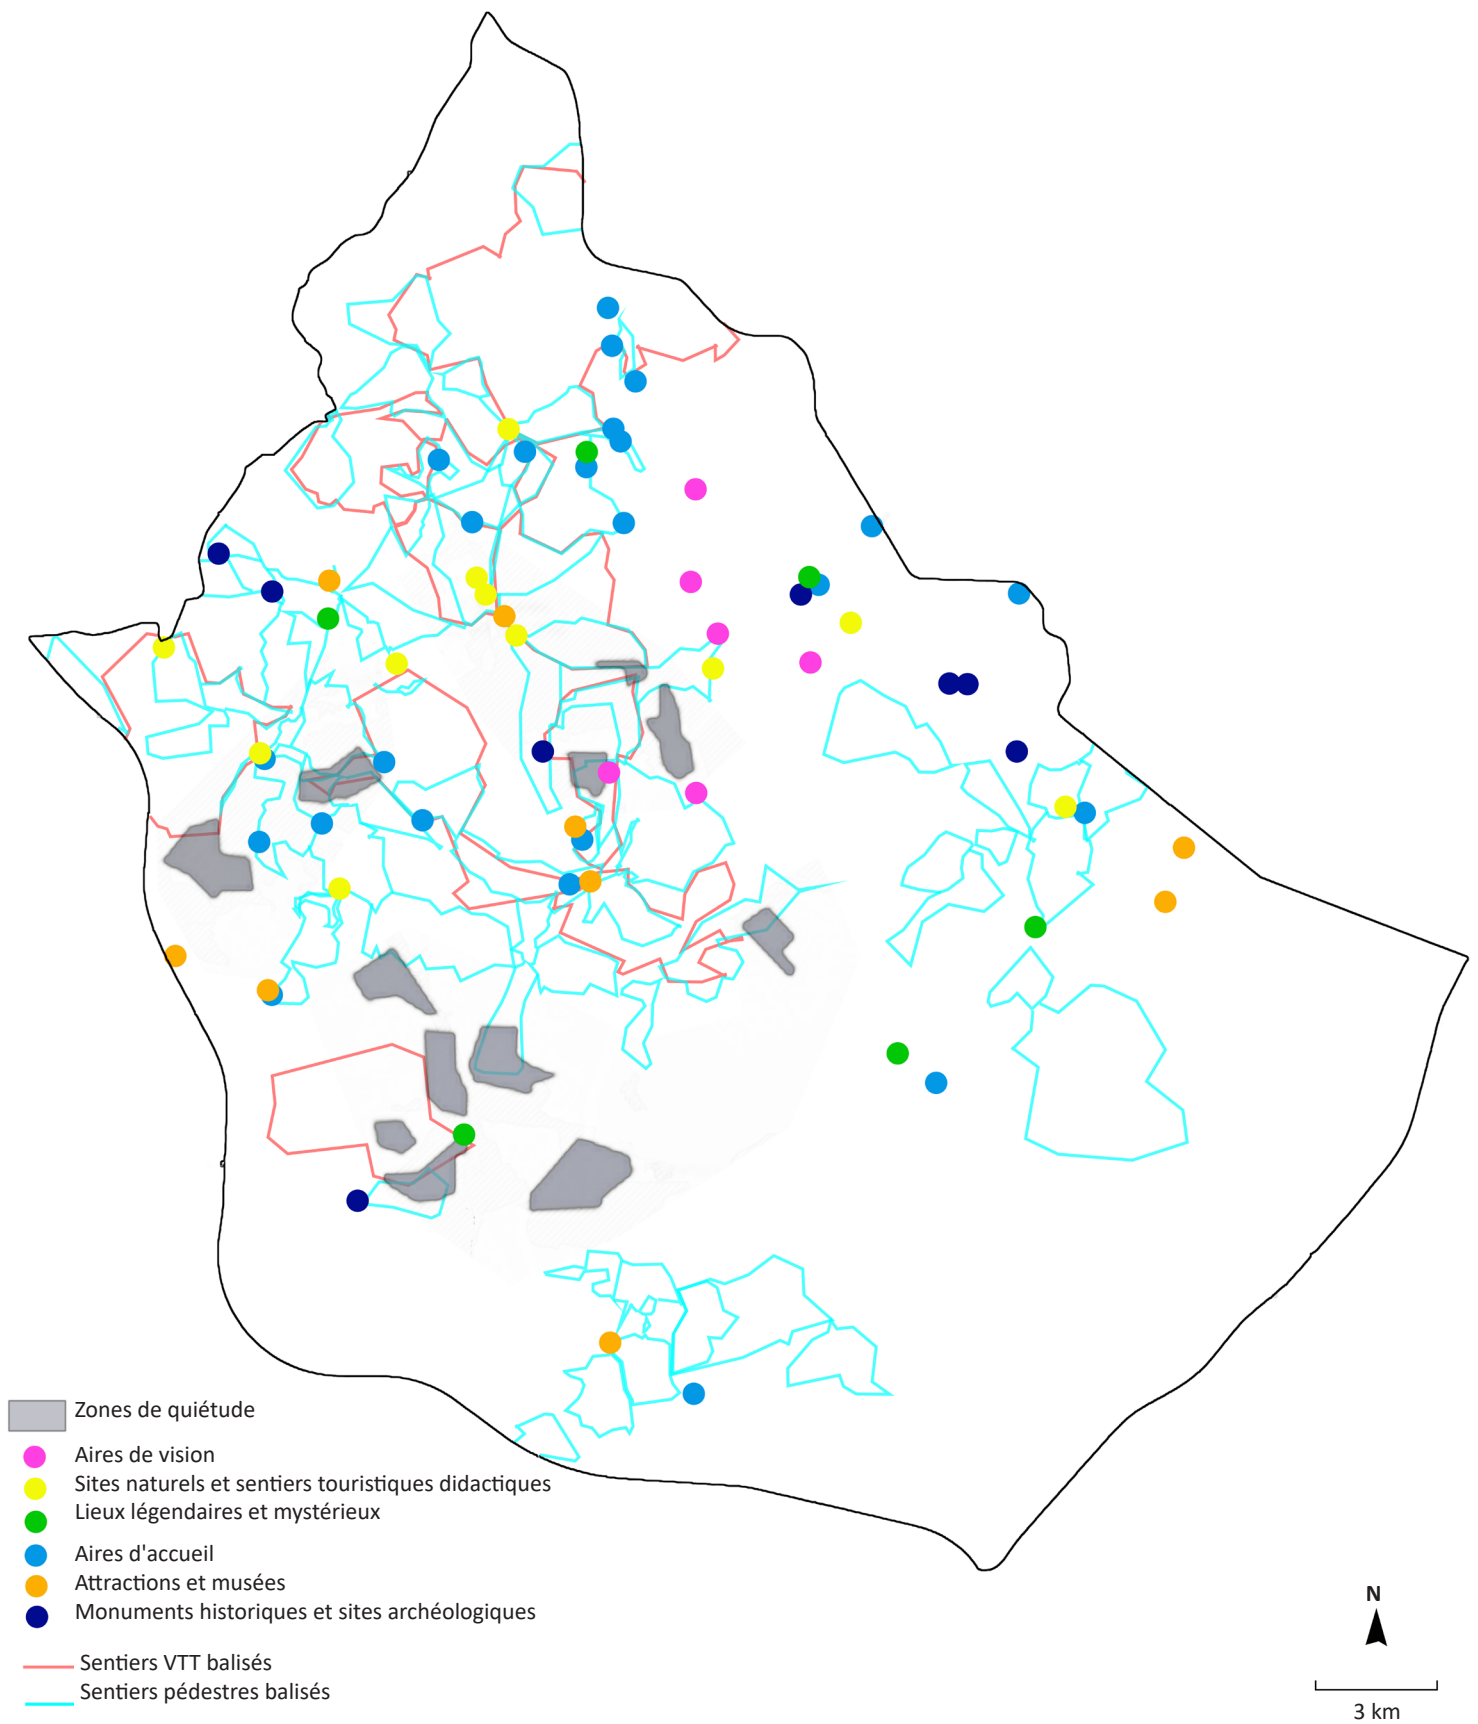 Zones de quiétude
Aires de vision
Sites naturels et sentiers touristiques didactiques
Lieux légendaires et mystérieux
Aires d'accueil
Attractions et musées
Monuments historiques et sites archéologiques
Sentiers VTT balisés
Sentiers pédestres balisés
N
3 km